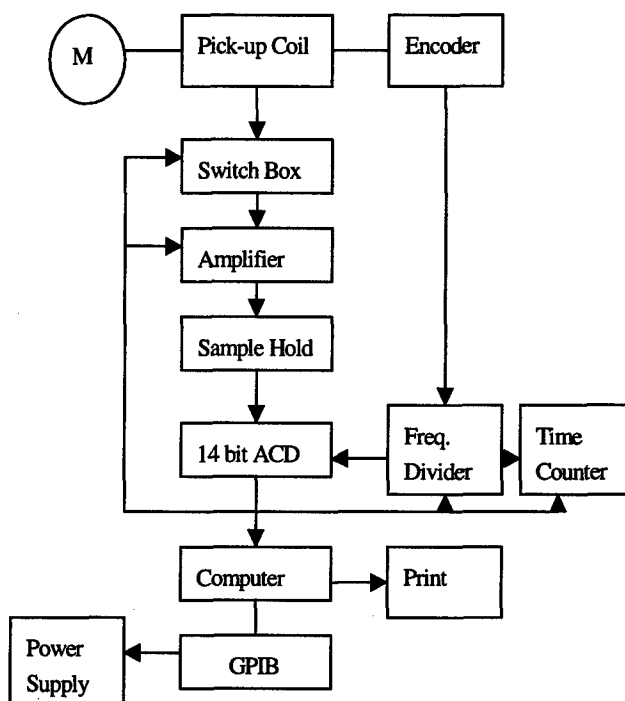 M
Pick-up Coil
Encoder
Switch Box
Amplifier
Sample Hold
14 bit ACD
Freq.
Divider
Time
Counter
Computer
Print
Power
Supply
GPIB